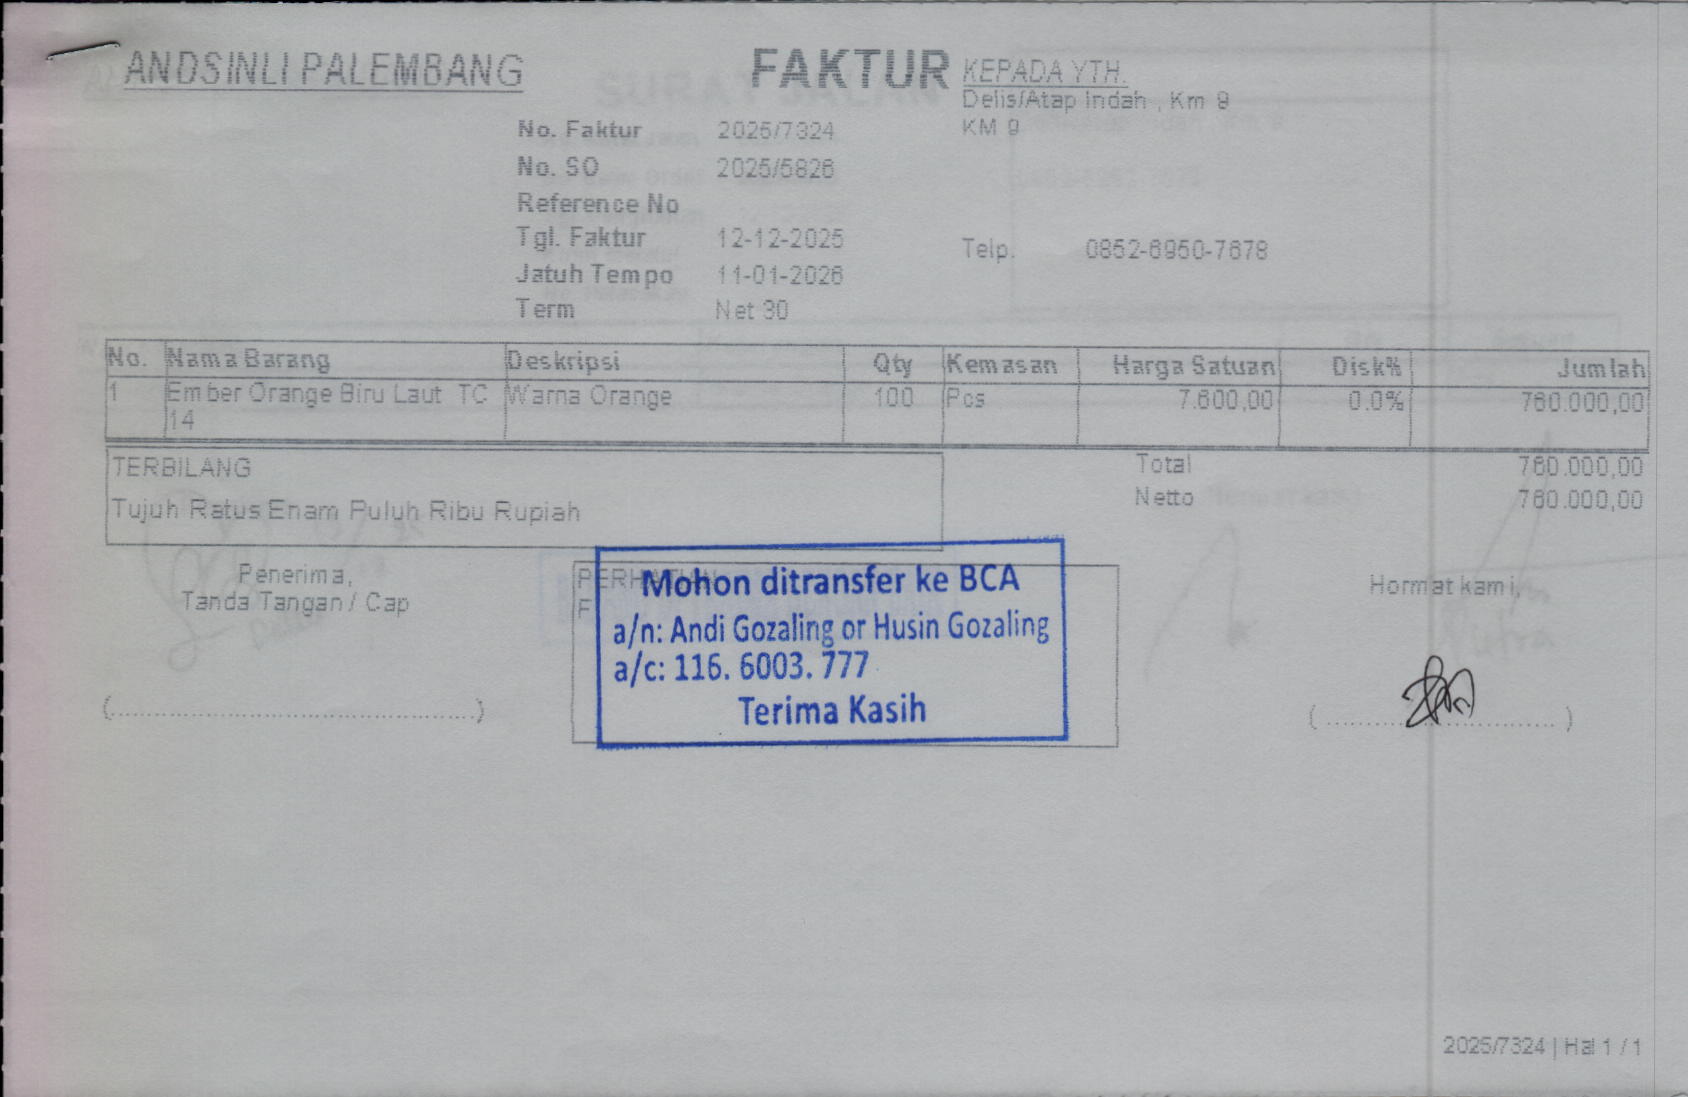 ANDSINLI PALEMBANG
FAKTUR
KEPADA YTH.
Delis/Atap Indah , Km 9
KM 9
No. Faktur 2025/7324
No. SO 2025/5826
Reference No
Tgl. Faktur 12-12-2025
Telp. 0852-6950-7678
Jatuh Tempo 11-01-2026
Term Net 30
No. Nama Barang Deskripsi Qty Kemasan Harga Satuan Disk% Jumlah
1 Ember Orange Biru Laut TC Warna Orange 100 Pcs 7.600,00 0.0% 760.000,00
14
TERBILANG
Total 760.000,00
Netto 760.000,00
Tujuh Ratus Enam Puluh Ribu Rupiah
Penerima,
Tanda Tangan / Cap
PERHATIAN
Mohon ditransfer ke BCA
a/n: Andi Gozaling or Husin Gozaling
a/c: 116. 6003. 777
Terima Kasih
Hormat kami,
2025/7324 | Hal 1 / 1